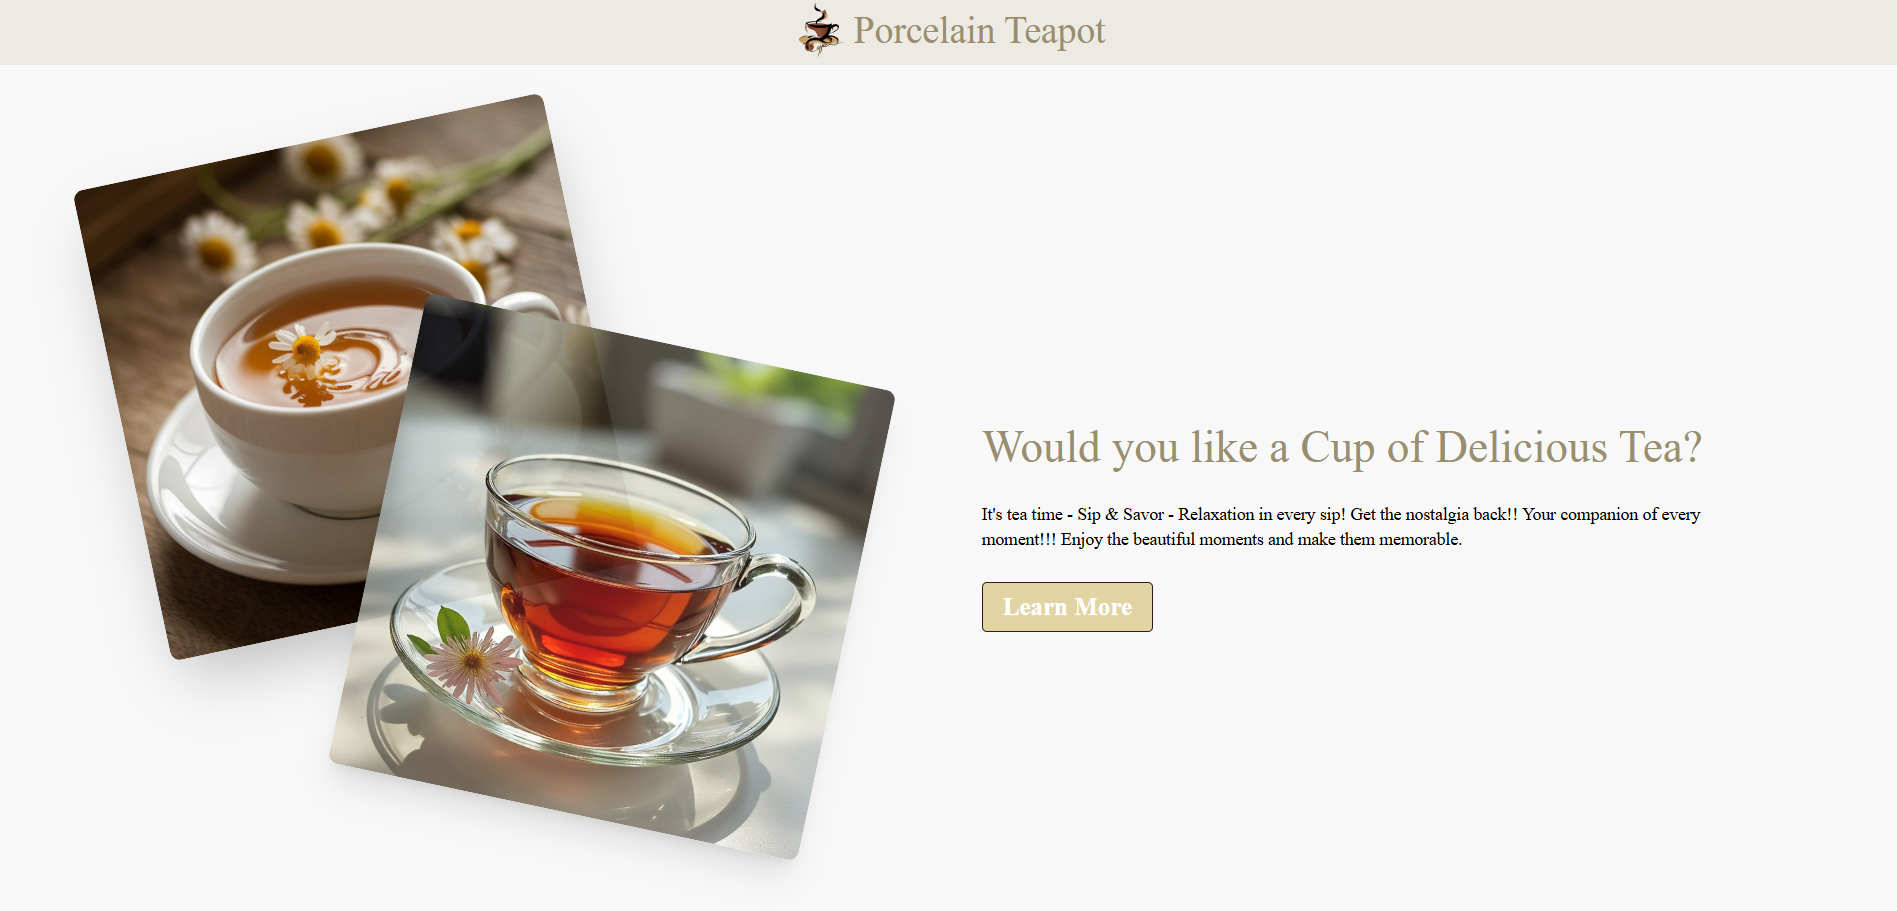 Porcelain Teapot
Would you like a Cup of Delicious Tea?
It's tea time - Sip & Savor - Relaxation in every sip! Get the nostalgia back!! Your companion of every
moment!!! Enjoy the beautiful moments and make them memorable.
Learn More